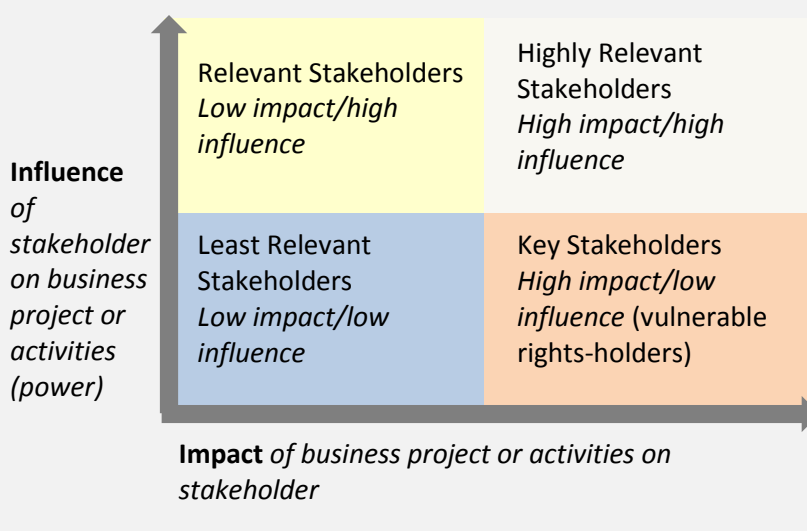 Relevant Stakeholders
Low impact/high
influence
Highly Relevant
Stakeholders
High impact/high
influence
Influence
of
stakeholder
on business
project or
activities
(power)
Least Relevant
Stakeholders
Low impact/low
influence
Key Stakeholders
High impact/low
influence (vulnerable
rights-holders)
Impact of business project or activities on
stakeholder